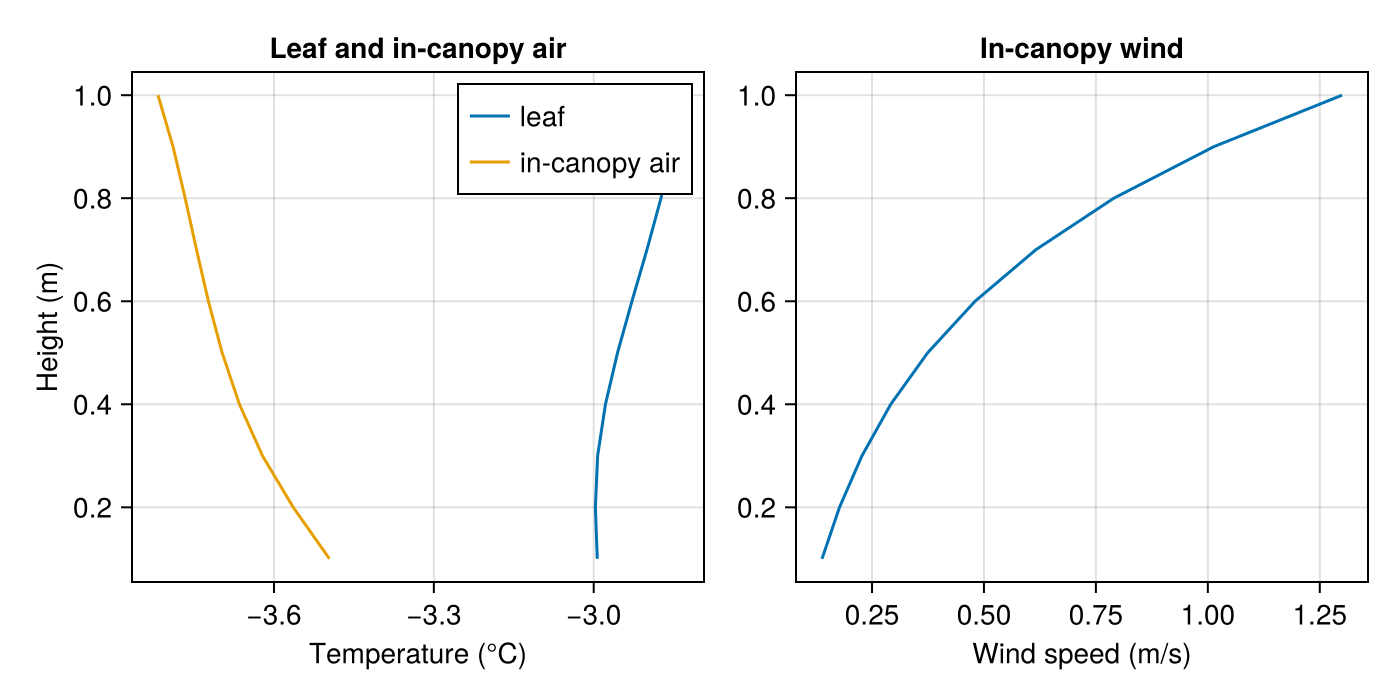 Leaf and in-canopy air
In-canopy wind
leaf
in-canopy air
Height (m)
1.0
0.8
0.6
0.4
0.2
−3.6
−3.3
−3.0
Temperature (°C)
1.0
0.8
0.6
0.4
0.2
0.25
0.50
0.75
1.00
1.25
Wind speed (m/s)